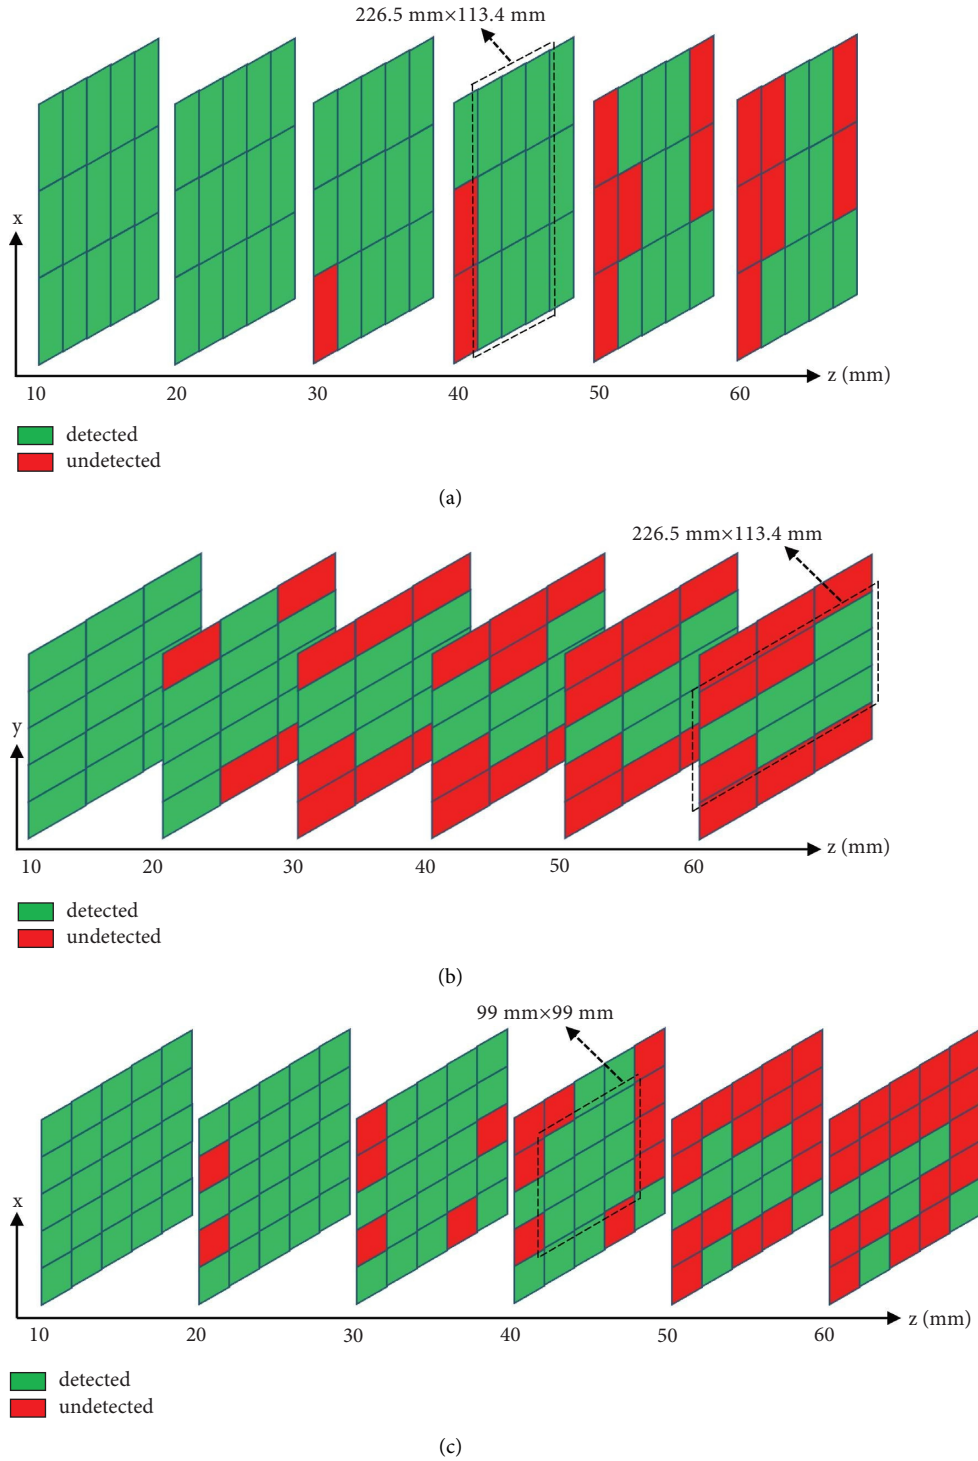 226.5 mm×113.4 mm
x
z (mm)
10 20 30 40 50 60
detected
undetected
(a)
226.5 mm×113.4 mm
y
z (mm)
10 20 30 40 50 60
detected
undetected
(b)
99 mm×99 mm
x
z (mm)
10 20 30 40 50 60
detected
undetected
(c)